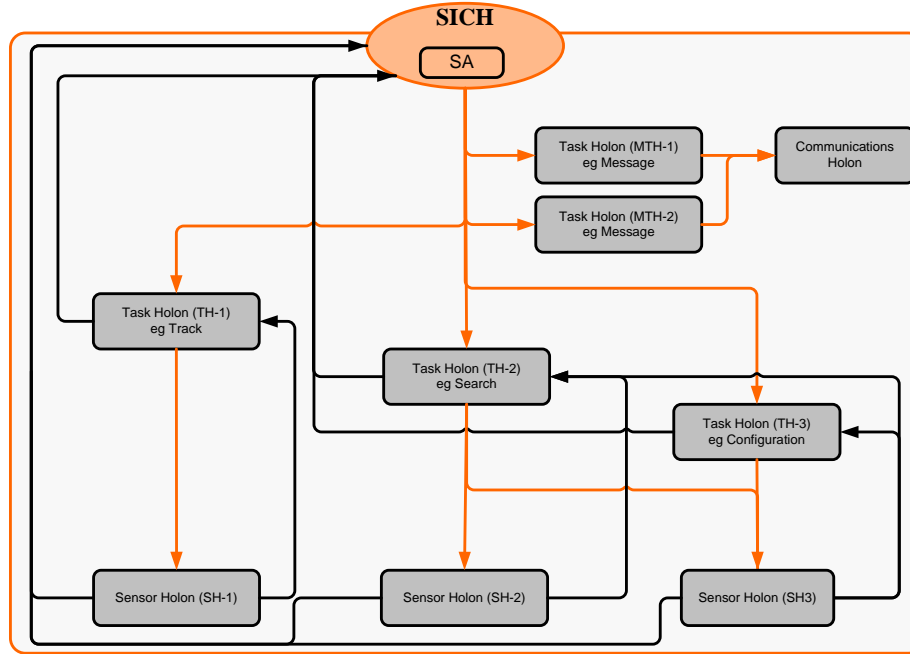 SICH
SA
Task Holon (MTH-1)
eg Message
Communications
Holon
Task Holon (MTH-2)
eg Message
Task Holon (TH-1)
eg Track
Task Holon (TH-2)
eg Search
Task Holon (TH-3)
eg Configuration
Sensor Holon (SH-1)
Sensor Holon (SH-2)
Sensor Holon (SH3)